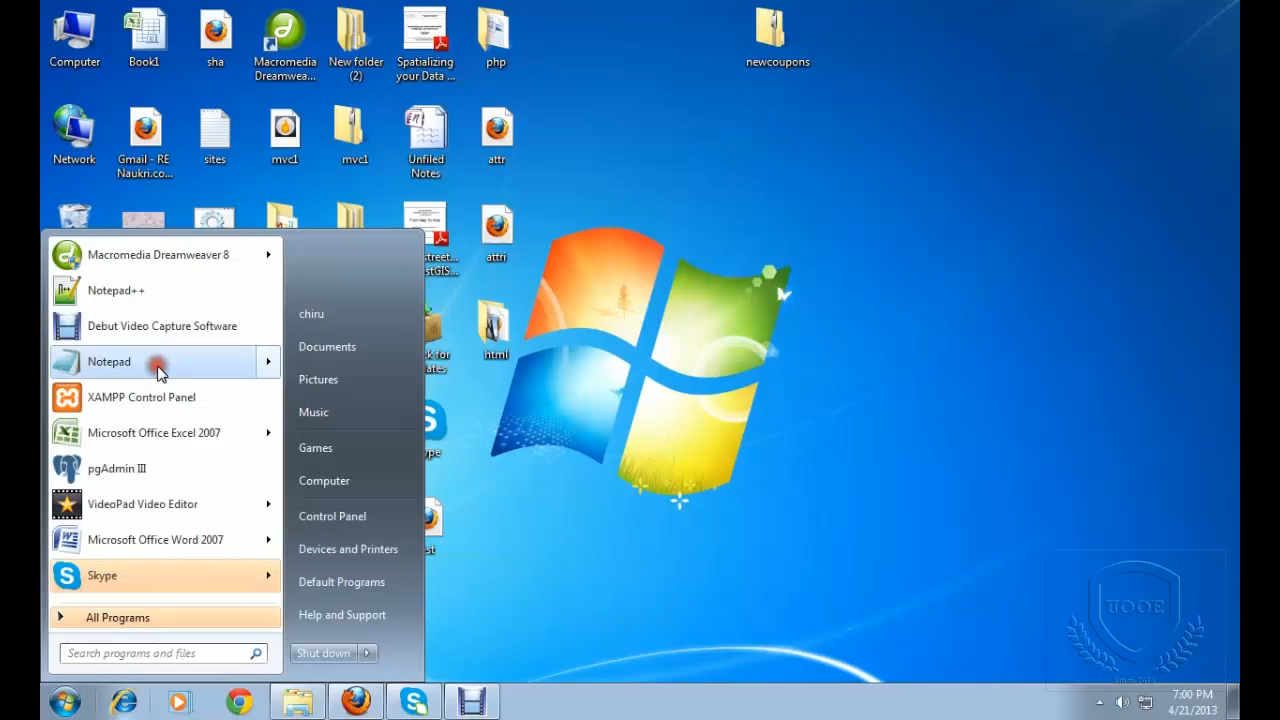 Computer
Book1
sha
Macromedia
Dreamwea...
New folder
(2)
Spatializing
your Data ...
php
newcoupons
Network
Gmail - RE
Naukri.co...
sites
mvc1
mvc1
Unfiled
Notes
attr
street...
attri
html
Macromedia Dreamweaver 8
Notepad++
Debut Video Capture Software
Notepad
XAMPP Control Panel
Microsoft Office Excel 2007
pgAdmin III
VideoPad Video Editor
Microsoft Office Word 2007
Skype
All Programs
Search programs and files
chiru
Documents
Pictures
Music
Games
Computer
Control Panel
Devices and Printers
Default Programs
Help and Support
Shut down
UOOE
Since 2013
7:00 PM
4/21/2013